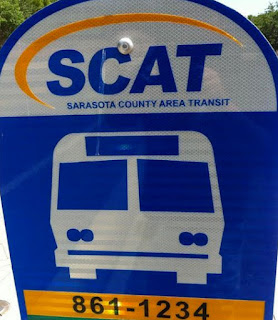 SCAT
SARASOTA COUNTY AREA TRANSIT
861-1234